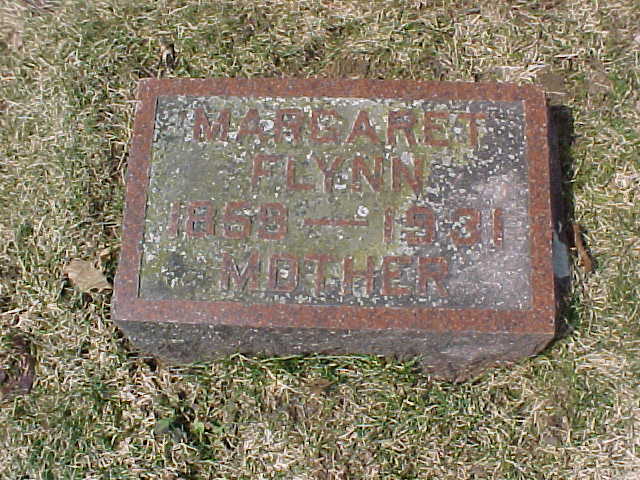 MARGARET
FLYNN
1859 — 1931
MOTHER